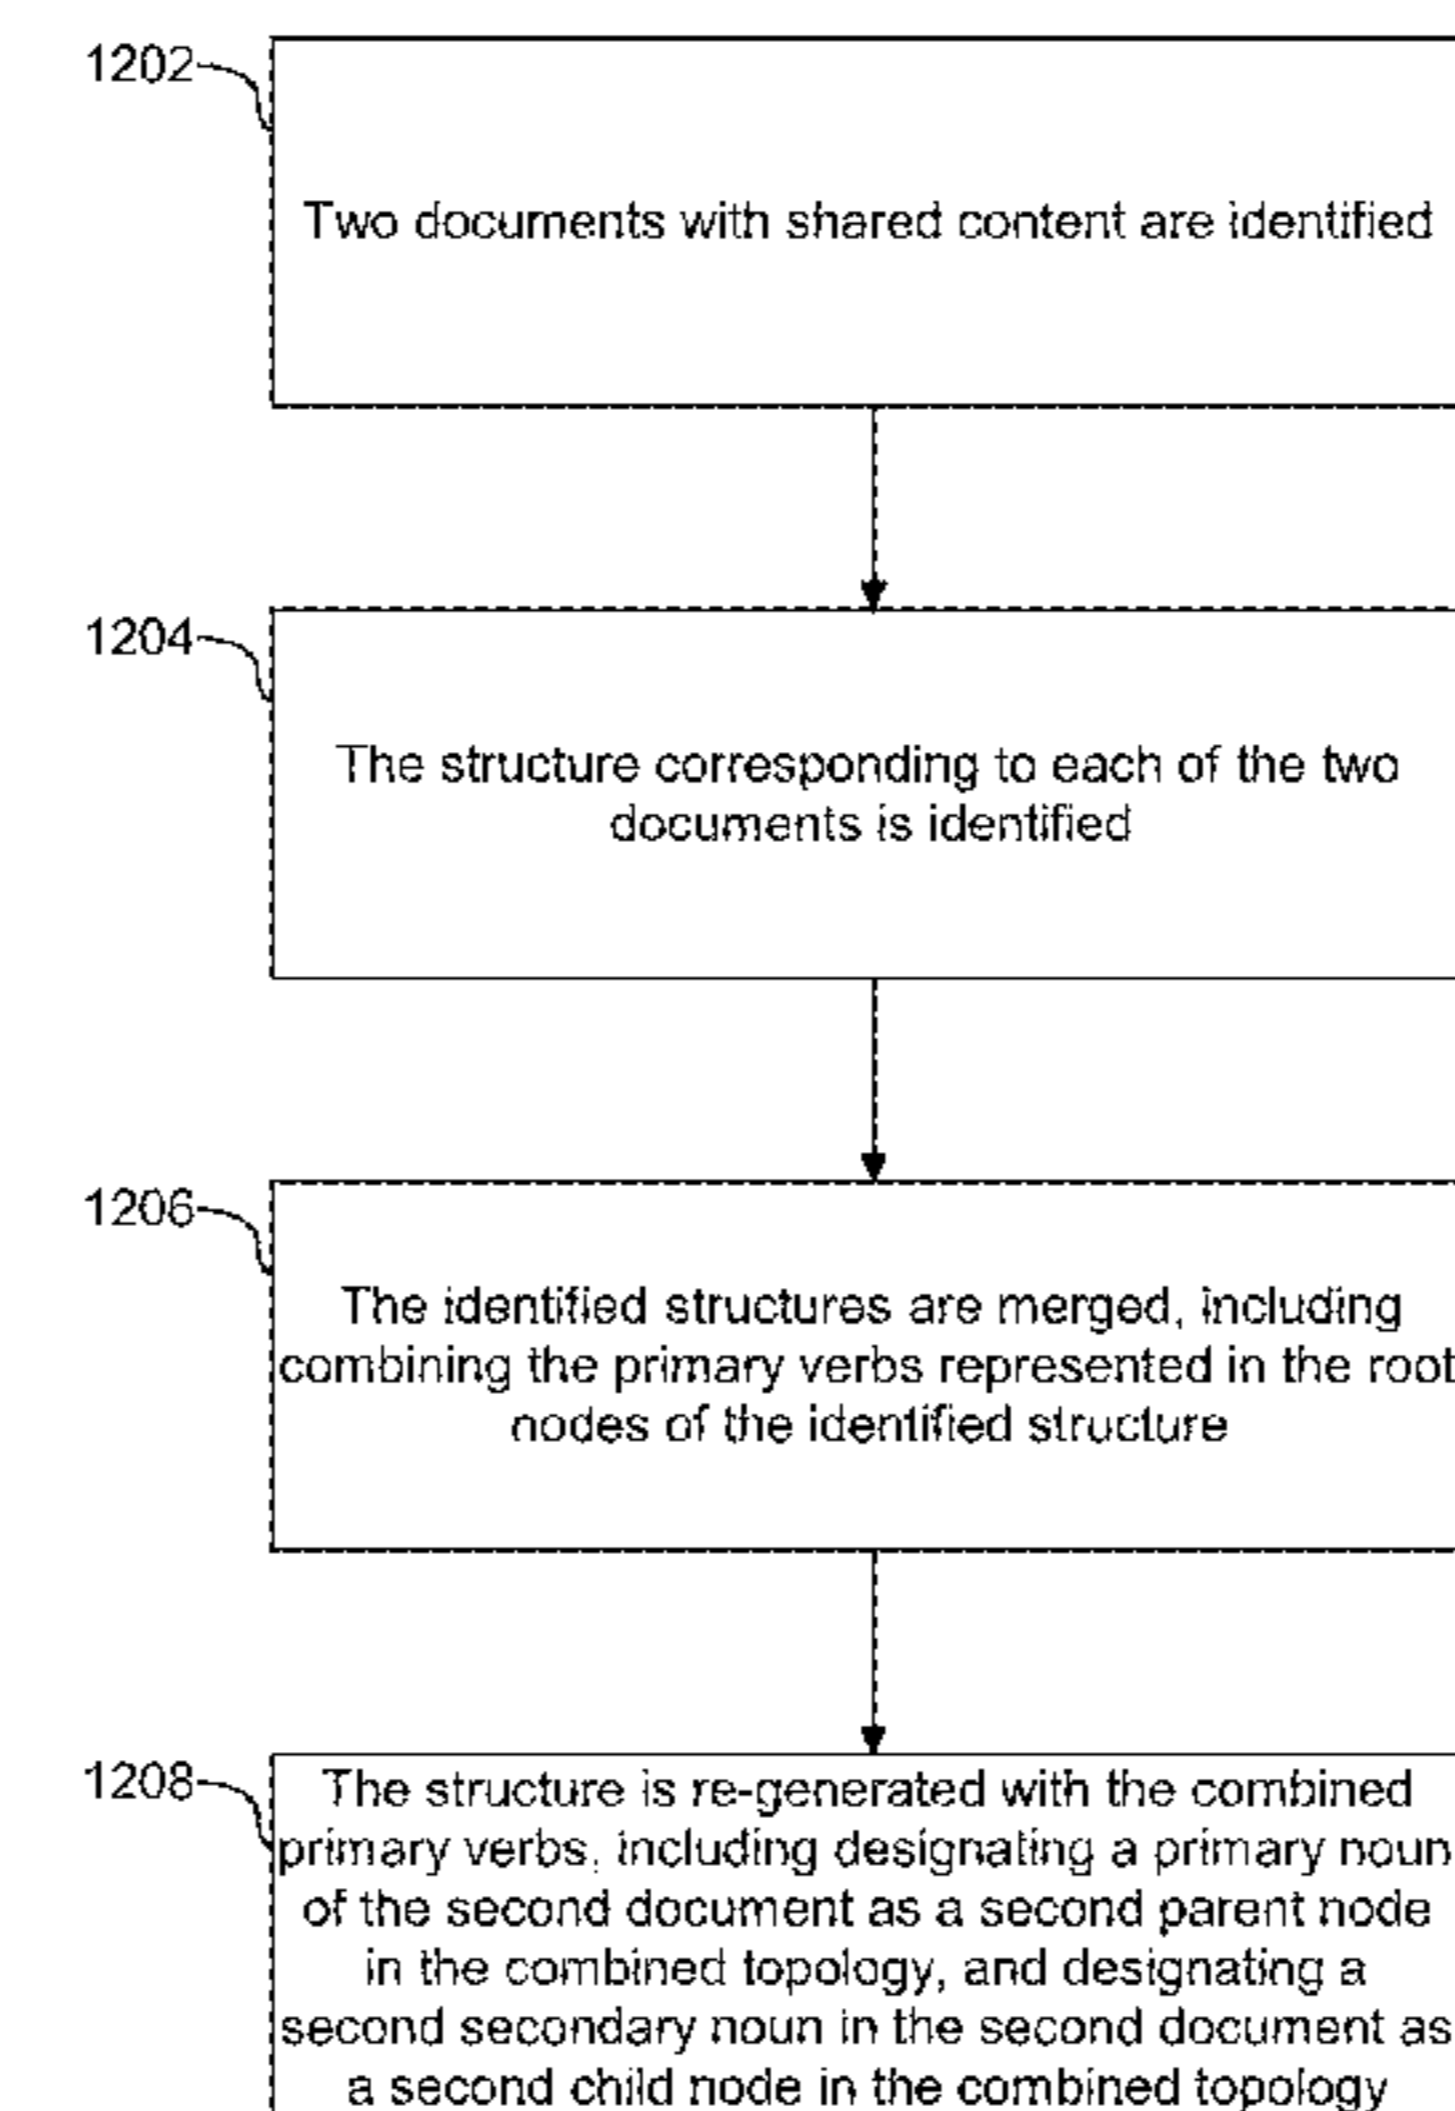 1202
Two documents with shared content are identified
1204
The structure corresponding to each of the two
documents is identified
1206
The identified structures are merged, including
combining the primary verbs represented in the root
nodes of the identified structure
1208
The structure is re-generated with the combined
primary verbs, including designating a primary noun
of the second document as a second parent node
in the combined topology, and designating a
second secondary noun in the second document as
a second child node in the combined topology